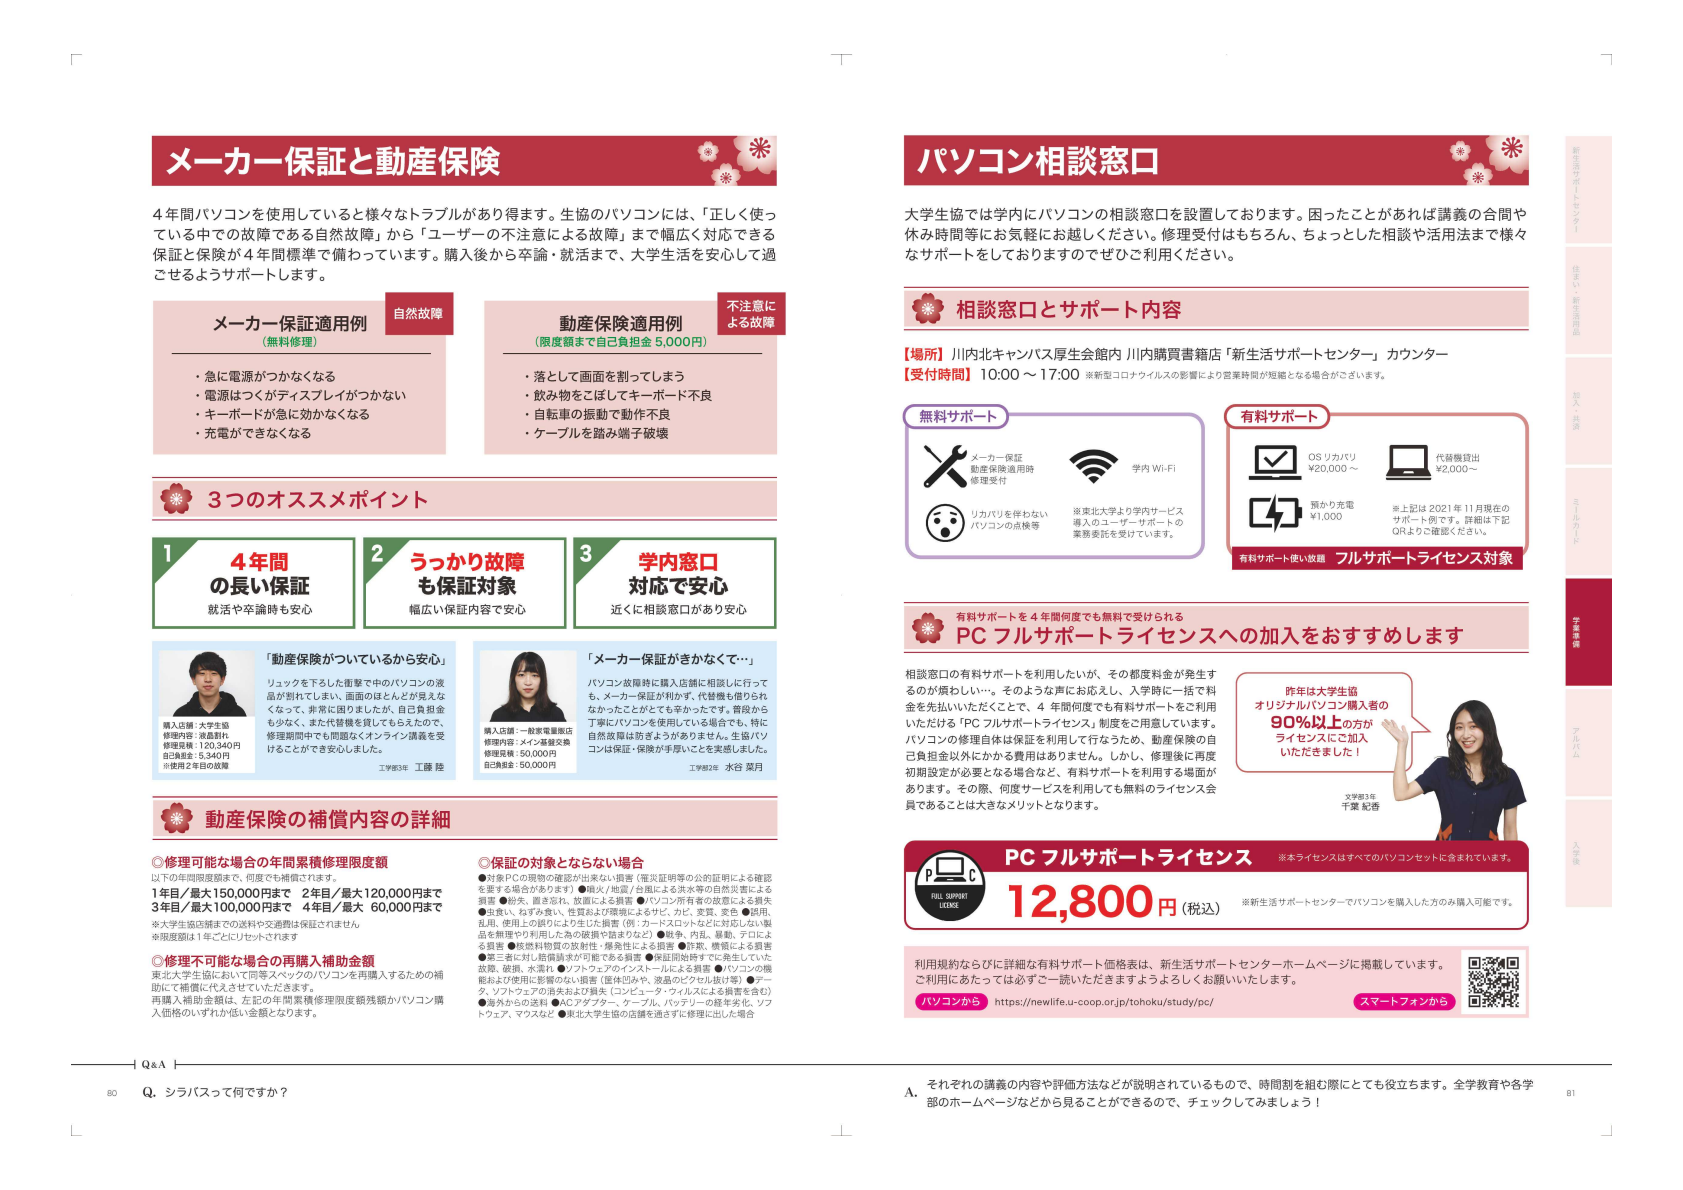 メーカー保証と動産保険
4年間パソコンを使用していると様々なトラブルがあり得ます。生協のパソコンには、「正しく使っ
ている中での故障である自然故障」から「ユーザーの不注意による故障」まで幅広く対応できる
保証と保険が4年間標準で備わっています。購入後から卒論・就活まで、大学生活を安心して過
ごせるようサポートします。
自然故障
メーカー保証適用例
(無料修理)
・急に電源がつかなくなる
・電源はつくがディスプレイがつかない
・キーボードが急に効かなくなる
・充電ができなくなる
不注意に
よる故障
動産保険適用例
(限度額まで自己負担金 5,000円)
・落として画面を割ってしまう
・飲み物をこぼしてキーボード不良
・自転車の振動で動作不良
・ケーブルを踏み端子破壊
3つのオススメポイント
1
4年間
の長い保証
就活や卒論時も安心
2
うっかり故障
も保証対象
幅広い保証内容で安心
3
学内窓口
対応で安心
近くに相談窓口があり安心
「動産保険がついているから安心」
リュックを下ろした衝撃で中のパソコンの液
晶が割れてしまい、画面のほとんどが見えな
くなって、非常に困りましたが、自己負担金
も少なく、また代替機を貸してもらえたので、
修理期間中でも問題なくオンライン講義を受
けることができ安心しました。
工学部3年 工藤 陸
購入店舗：大学生協
修理内容：液晶割れ
修理見積：120,340円
自己負担金：5,340円
※使用2年目の故障
「メーカー保証がきかなくて…」
パソコン故障時に購入店舗に相談しに行って
も、メーカー保証が利かず、代替機も借りられ
なかったことがとても辛かったです。普段から
丁寧にパソコンを使用している場合でも、特に
自然故障は防ぎようがありません。生協パソ
コンは保証・保険が手厚いことを実感しました。
工学部2年 水谷 菜月
購入店舗：一般家電量販店
修理内容：メイン基盤交換
修理見積：50,000円
自己負担金：50,000円
動産保険の補償内容の詳細
◎修理可能な場合の年間累積修理限度額
以下の年間限度額まで、何度でも補償されます。
1年目／最大150,000円まで 2年目／最大120,000円まで
3年目／最大100,000円まで 4年目／最大 60,000円まで
※大学生協店舗までの送料や交通費は保証されません
※限度額は1年ごとにリセットされます
◎修理不可能な場合の再購入補助金額
東北大学生協において同等スペックのパソコンを再購入するための補
助にて補償に代えさせていただきます。
再購入補助金額は、左記の年間累積修理限度額残額かパソコン購
入価格のいずれか低い金額となります。
◎保証の対象とならない場合
●対象PCの現物の確認が出来ない損害（罹災証明等の公的証明による確認
を要する場合があります）●噴火／地震／台風による洪水等の自然災害による
損害 ●紛失、置き忘れ、放置による損害 ●パソコン所有者の故意による損失
●虫食い、ねずみ食い、性質および環境によるサビ、カビ、変質、変色 ●誤用、
乱用、使用上の誤りにより生じた損害（例：カードスロットなどに対応しない製
品を無理やり利用した為の破損や詰まりなど）●戦争、内乱、暴動、テロによ
る損害 ●核燃料物質の放射性・爆発性による損害 ●詐欺、横領による損害
●第三者に対し賠償請求が可能である損害 ●保証開始時すでに発生していた
故障、破損、水濡れ ●ソフトウェアのインストールによる損害 ●パソコンの機
能および使用に影響のない損害（筐体凹みや、液晶のピクセル抜け等）●デー
タ、ソフトウェアの消失および損失（コンピュータ・ウィルスによる損害を含む）
●海外からの送料 ●ACアダプター、ケーブル、バッテリーの経年劣化、ソフ
トウェア、マウスなど ●東北大学生協の店舗を通さずに修理に出した場合
パソコン相談窓口
大学生協では学内にパソコンの相談窓口を設置しております。困ったことがあれば講義の合間や
休み時間等にお気軽にお越しください。修理受付はもちろん、ちょっとした相談や活用法まで様々
なサポートをしておりますのでぜひご利用ください。
相談窓口とサポート内容
【場所】川内北キャンパス厚生会館内 川内購買書籍店「新生活サポートセンター」カウンター
【受付時間】10:00 ～ 17:00 ※新型コロナウイルスの影響により営業時間が短縮となる場合がございます。
無料サポート
メーカー保証
動産保険適用時
修理受付
学内 Wi-Fi
リカバリを伴わない
パソコンの点検等
※東北大学より学内サービス
導入のユーザーサポートの
業務委託を受けています。
有料サポート
OSリカバリ
¥20,000 ～
代替機貸出
¥2,000～
預かり充電
¥1,000
※上記は 2021年11月現在の
サポート例です。詳細は下記
QRよりご確認ください。
有料サポート使い放題 フルサポートライセンス対象
有料サポートを4年間何度でも無料で受けられる
PC フルサポートライセンスへの加入をおすすめします
相談窓口の有料サポートを利用したいが、その都度料金が発生す
るのが煩わしい…。そのような声にお応えし、入学時に一括で料
金を先払いいただくことで、4 年間何度でも有料サポートをご利用
いただける「PC フルサポートライセンス」制度をご用意しています。
パソコンの修理自体は保証を利用して行なうため、動産保険の自
己負担金以外にかかる費用はありません。しかし、修理後に再度
初期設定が必要となる場合など、有料サポートを利用する場面が
あります。その際、何度サービスを利用しても無料のライセンス会
員であることは大きなメリットとなります。
昨年は大学生協
オリジナルパソコン購入者の
90%以上の方が
ライセンスにご加入
いただきました！
文学部3年
千葉 紀香
P C
FULL SUPPORT
LICENSE
PC フルサポートライセンス ※本ライセンスはすべてのパソコンセットに含まれています。
12,800円（税込） ※新生活サポートセンターでパソコンを購入した方のみ購入可能です。
利用規約ならびに詳細な有料サポート価格表は、新生活サポートセンターホームページに掲載しています。
ご利用にあたっては必ずご一読いただきますようよろしくお願いいたします。
パソコンから https://newlife.u-coop.or.jp/tohoku/study/pc/ スマートフォンから
新生活サポートセンター
住まい・新生活用品
加入・共済
ミールカード
学業準備
アルバム
入学後
Q&A
80
Q. シラバスって何ですか？
A. それぞれの講義の内容や評価方法などが説明されているもので、時間割を組む際にとても役立ちます。全学教育や各学
部のホームページなどから見ることができるので、チェックしてみましょう！
81